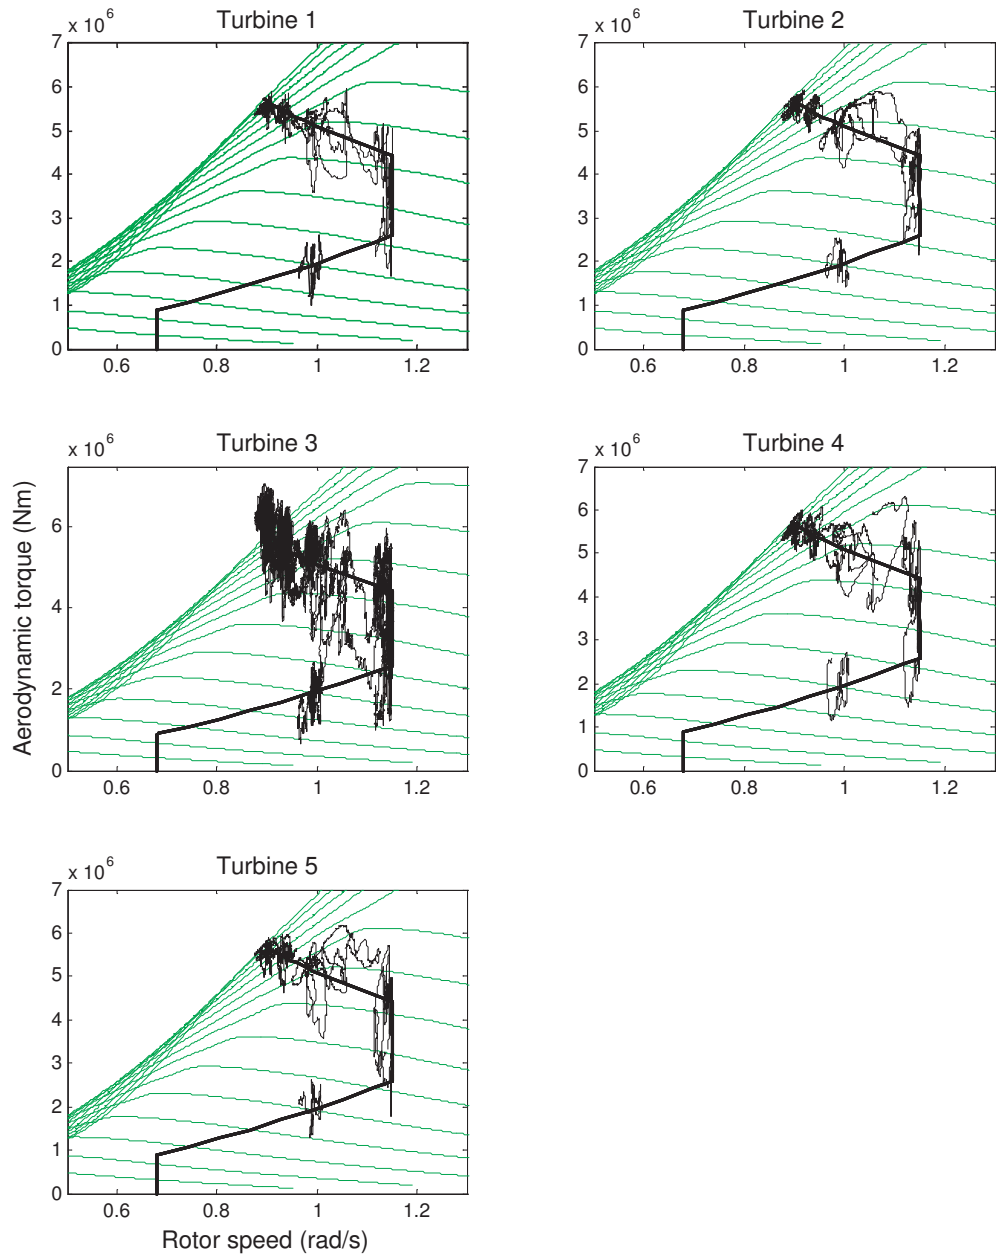 Turbine 1
x 10^6
7
6
5
4
3
2
1
0
0.6 0.8 1 1.2
Turbine 2
x 10^6
7
6
5
4
3
2
1
0
0.6 0.8 1 1.2
Turbine 3
x 10^6
6
4
2
0
0.6 0.8 1 1.2
Turbine 4
x 10^6
7
6
5
4
3
2
1
0
0.6 0.8 1 1.2
Aerodynamic torque (Nm)
Turbine 5
x 10^6
7
6
5
4
3
2
1
0
0.6 0.8 1 1.2
Rotor speed (rad/s)